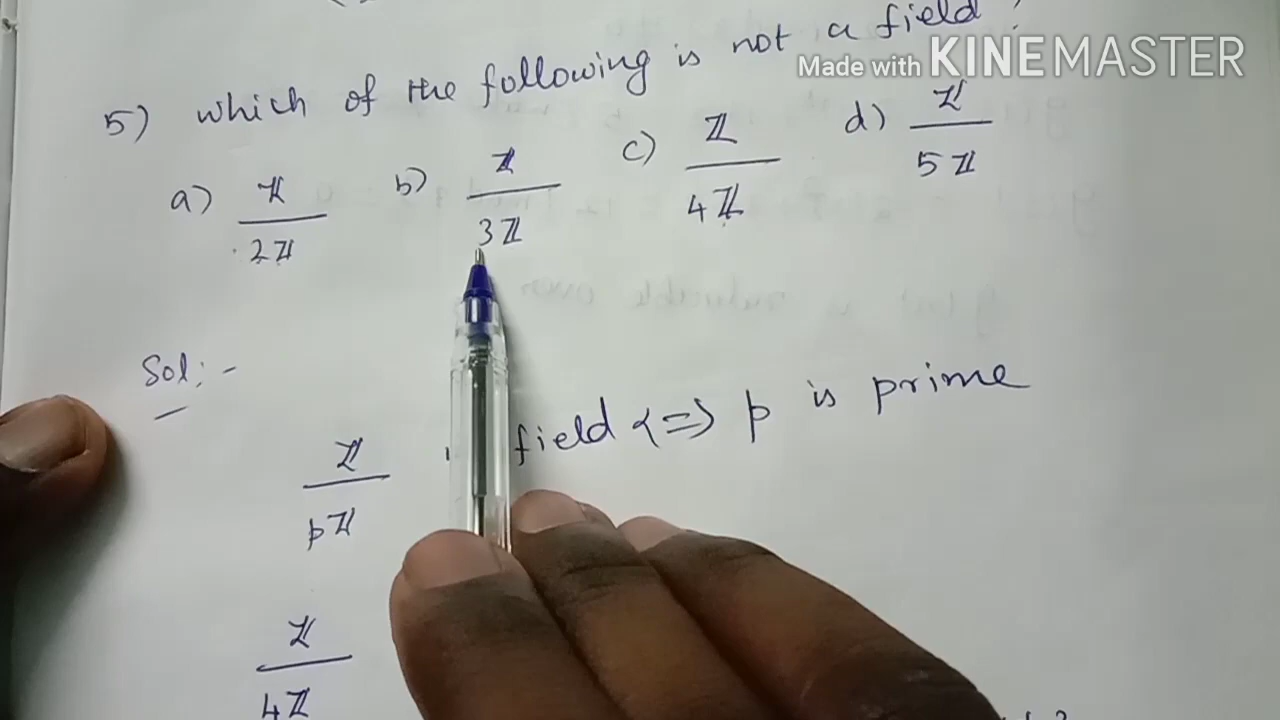 Made with KINEMASTER
5) which of the following is not a field?
a) ℤ/2ℤ b) ℤ/3ℤ c) ℤ/4ℤ d) ℤ/5ℤ
Sol:-
ℤ/pℤ field <=> p is prime
ℤ/4ℤ